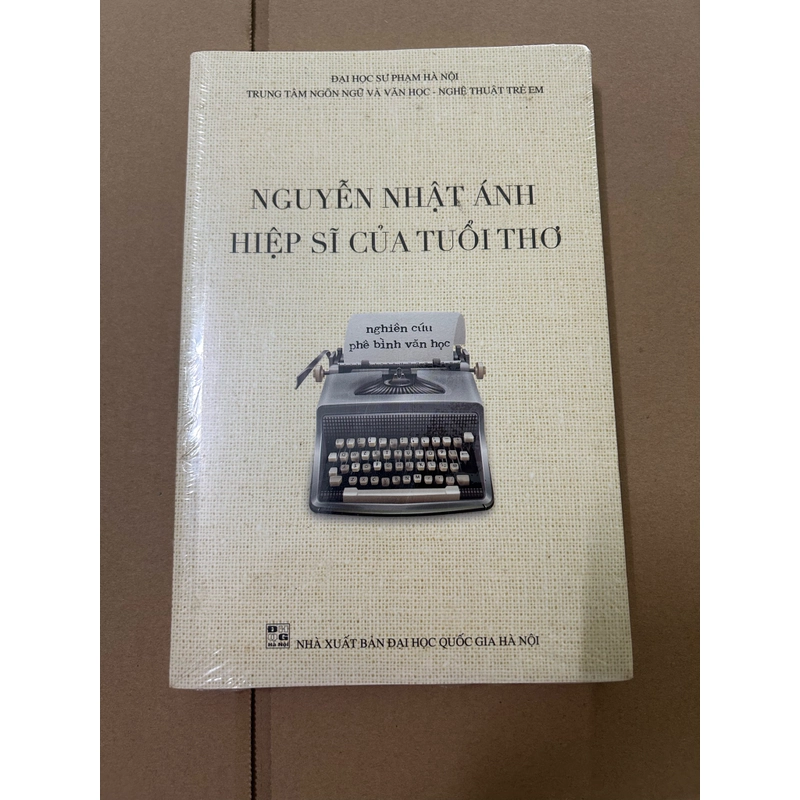 ĐẠI HỌC SƯ PHẠM HÀ NỘI
TRUNG TÂM NGÔN NGỮ VÀ VĂN HỌC - NGHỆ THUẬT TRẺ EM
NGUYỄN NHẬT ÁNH
HIỆP SĨ CỦA TUỔI THƠ
nghiên cứu
phê bình văn học
Hà Nội
NHÀ XUẤT BẢN ĐẠI HỌC QUỐC GIA HÀ NỘI